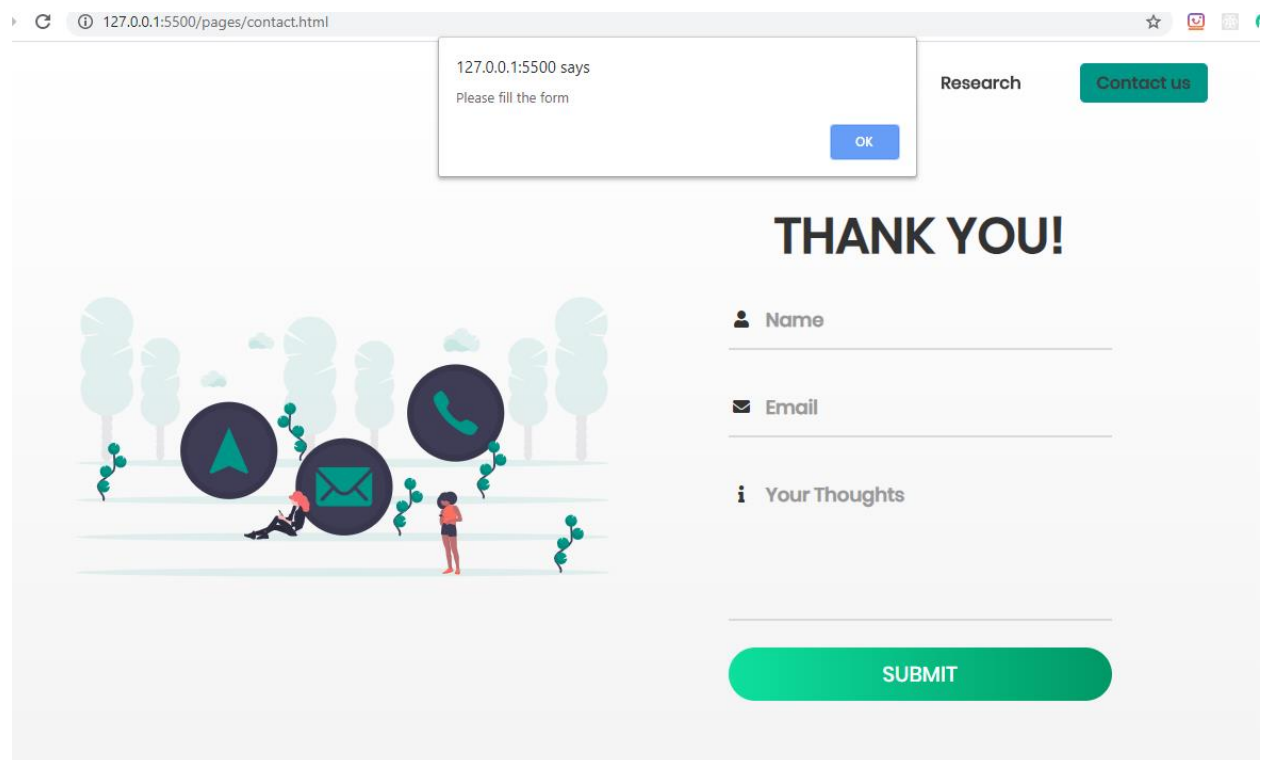 127.0.0.1:5500/pages/contact.html
127.0.0.1:5500 says
Please fill the form
OK
Research
Contact us
THANK YOU!
Name
Email
Your Thoughts
SUBMIT